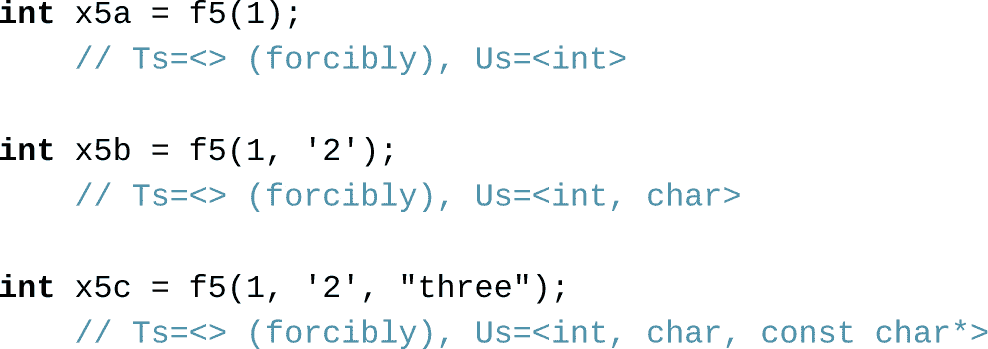 int x5a = f5(1);
    // Ts=<> (forcibly), Us=<int>

int x5b = f5(1, '2');
    // Ts=<> (forcibly), Us=<int, char>

int x5c = f5(1, '2', "three");
    // Ts=<> (forcibly), Us=<int, char, const char*>